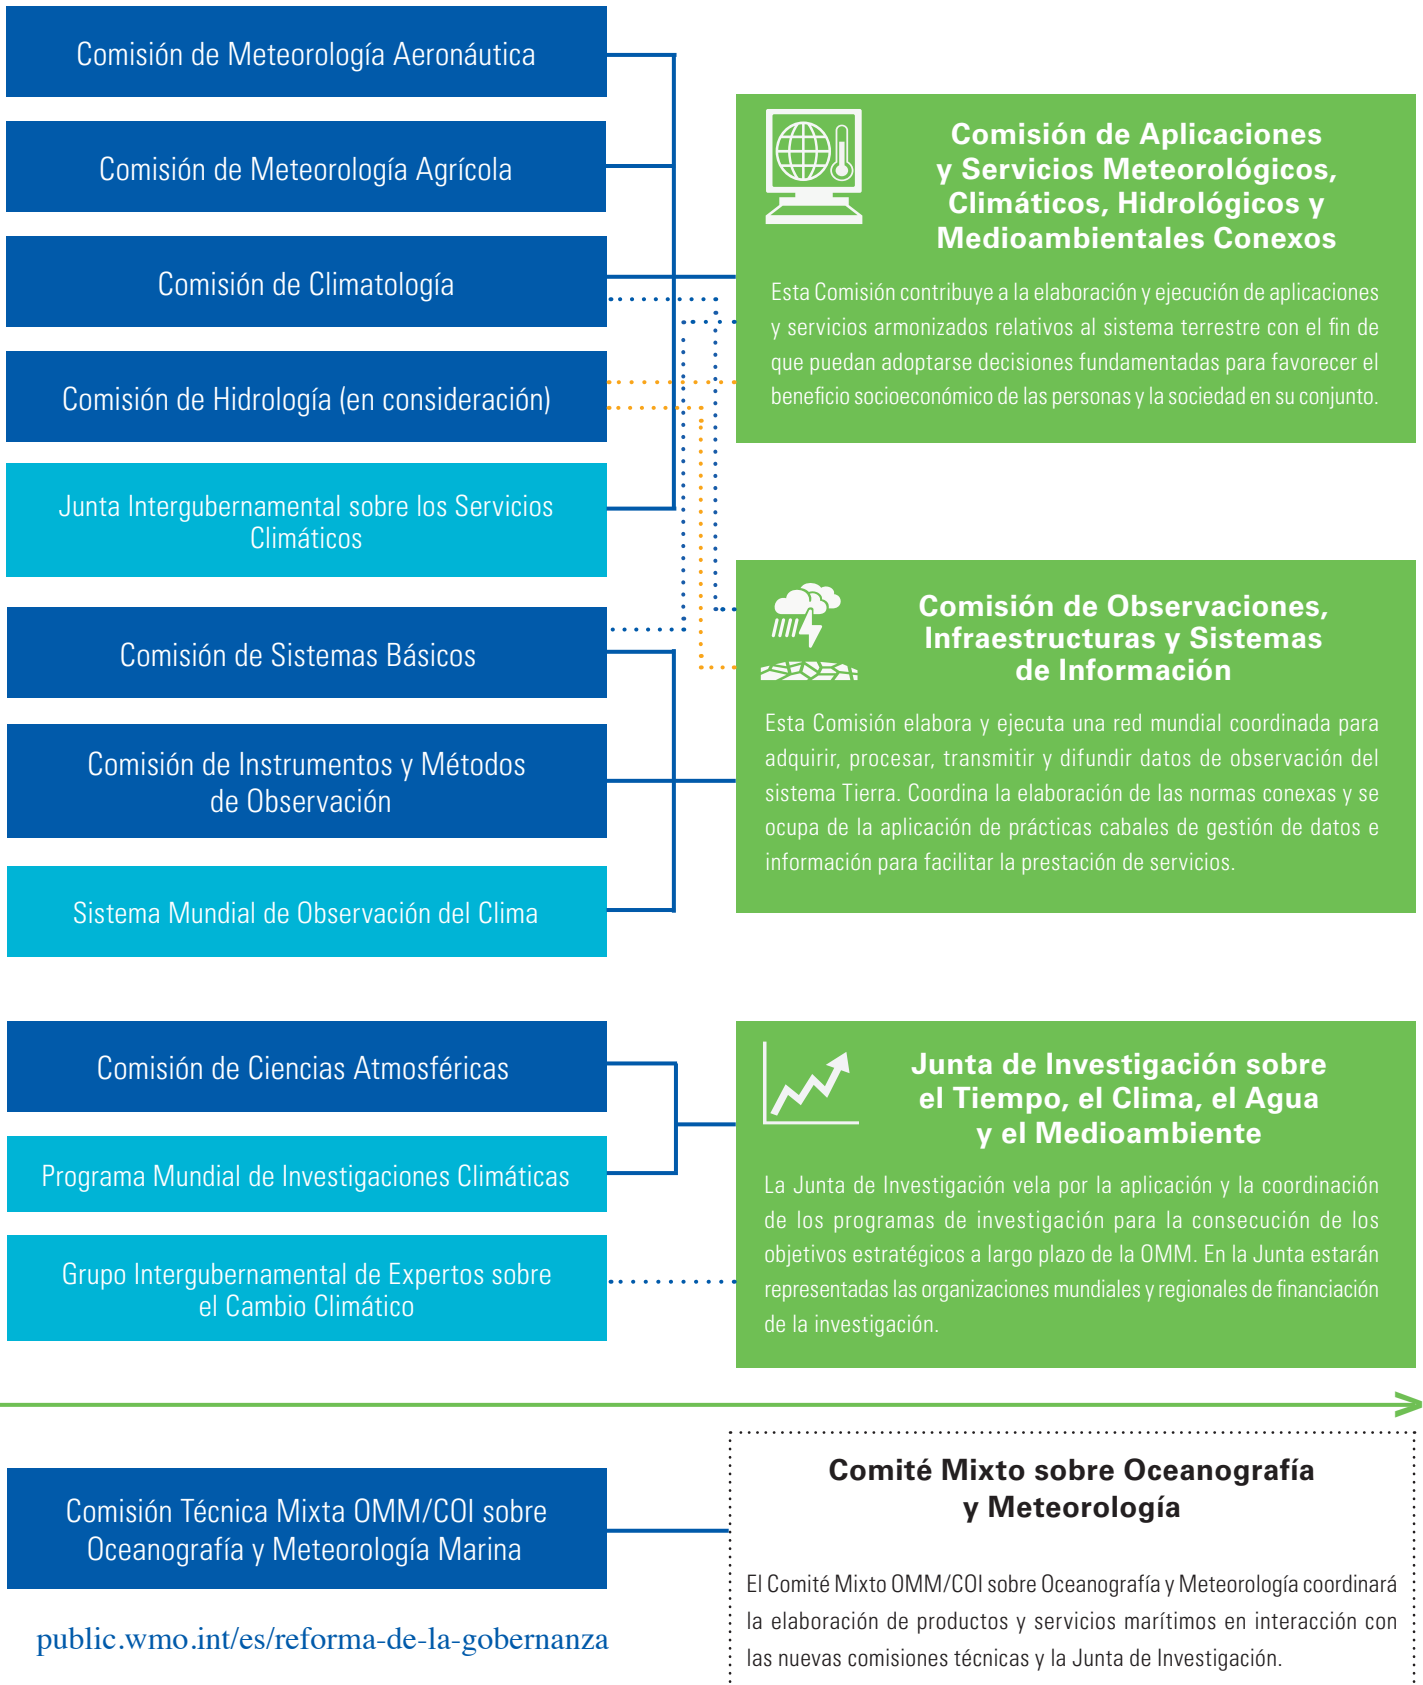 Comisión de Meteorología Aeronáutica
Comisión de Meteorología Agrícola
Comisión de Climatología
Comisión de Hidrología (en consideración)
Junta Intergubernamental sobre los Servicios
Climáticos
Comisión de Aplicaciones
y Servicios Meteorológicos,
Climáticos, Hidrológicos y
Medioambientales Conexos
Esta Comisión contribuye a la elaboración y ejecución de aplicaciones
y servicios armonizados relativos al sistema terrestre con el fin de
que puedan adoptarse decisiones fundamentadas para favorecer el
beneficio socioeconómico de las personas y la sociedad en su conjunto.
Comisión de Sistemas Básicos
Comisión de Instrumentos y Métodos
de Observación
Sistema Mundial de Observación del Clima
Comisión de Observaciones,
Infraestructuras y Sistemas
de Información
Esta Comisión elabora y ejecuta una red mundial coordinada para
adquirir, procesar, transmitir y difundir datos de observación del
sistema Tierra. Coordina la elaboración de las normas conexas y se
ocupa de la aplicación de prácticas cabales de gestión de datos e
información para facilitar la prestación de servicios.
Comisión de Ciencias Atmosféricas
Programa Mundial de Investigaciones Climáticas
Grupo Intergubernamental de Expertos sobre
el Cambio Climático
Junta de Investigación sobre
el Tiempo, el Clima, el Agua
y el Medioambiente
La Junta de Investigación vela por la aplicación y la coordinación
de los programas de investigación para la consecución de los
objetivos estratégicos a largo plazo de la OMM. En la Junta estarán
representadas las organizaciones mundiales y regionales de financiación
de la investigación.
Comisión Técnica Mixta OMM/COI sobre
Oceanografía y Meteorología Marina
public.wmo.int/es/reforma-de-la-gobernanza
Comité Mixto sobre Oceanografía
y Meteorología
El Comité Mixto OMM/COI sobre Oceanografía y Meteorología coordinará
la elaboración de productos y servicios marítimos en interacción con
las nuevas comisiones técnicas y la Junta de Investigación.